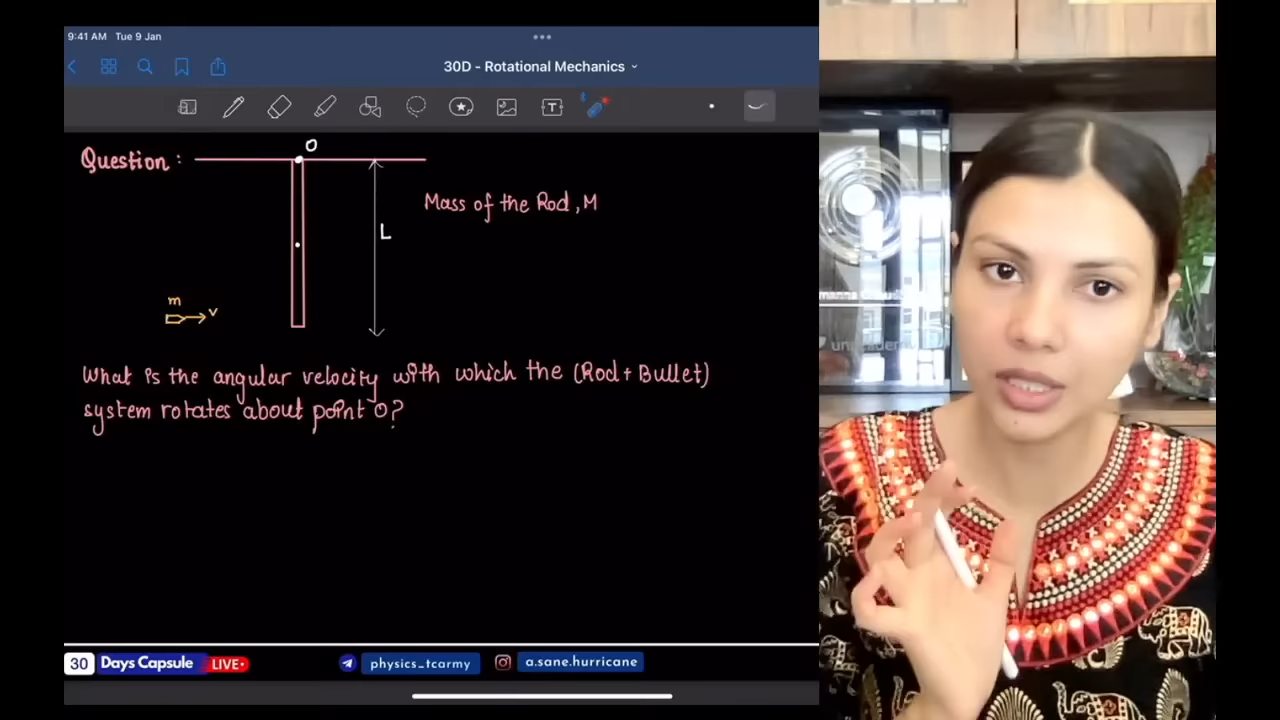 9:41 AM Tue 9 Jan
30D - Rotational Mechanics
O
Question :
Mass of the Rod, M
L
m
v
What is the angular velocity with which the (Rod + Bullet)
system rotates about point O?
30 Days Capsule LIVE
physics_tcarmy
a.sane.hurricane